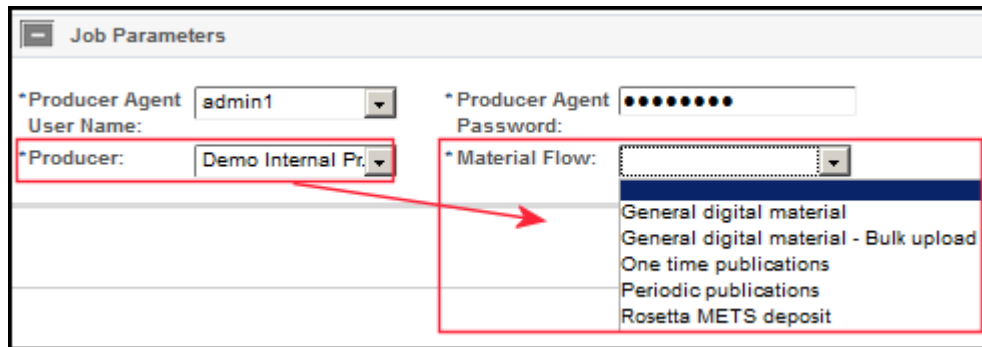 Job Parameters
*Producer Agent User Name: admin1
*Producer Agent Password: ●●●●●●●●
*Producer: Demo Internal Pr.
*Material Flow:
General digital material
General digital material - Bulk upload
One time publications
Periodic publications
Rosetta METS deposit